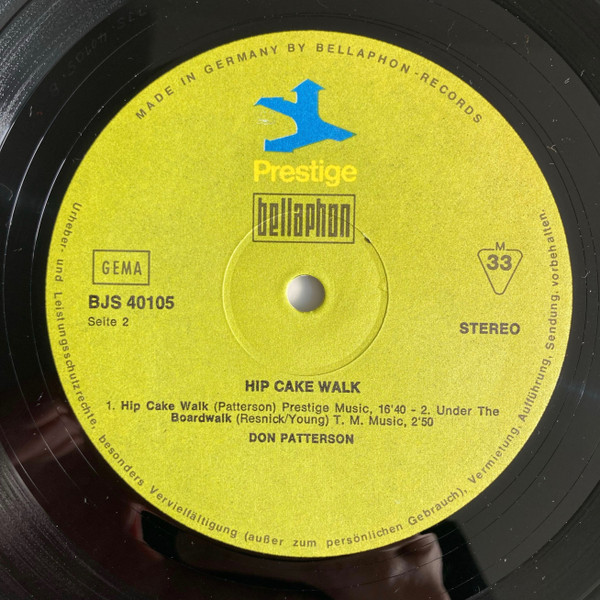 MADE IN GERMANY BY BELLAPHON-RECORDS
Prestige
bellaphon
GEMA
M
33
BJS 40105
Seite 2
STEREO
HIP CAKE WALK
1. Hip Cake Walk (Patterson) Prestige Music, 16'40 - 2. Under The
Boardwalk (Resnick/Young) T. M. Music, 2'50
DON PATTERSON
Urheber- und Leistungsschutzrechte, besonders Vervielfältigung (außer zum persönlichen Gebrauch), Vermietung, Aufführung, Sendung, vorbehalten.